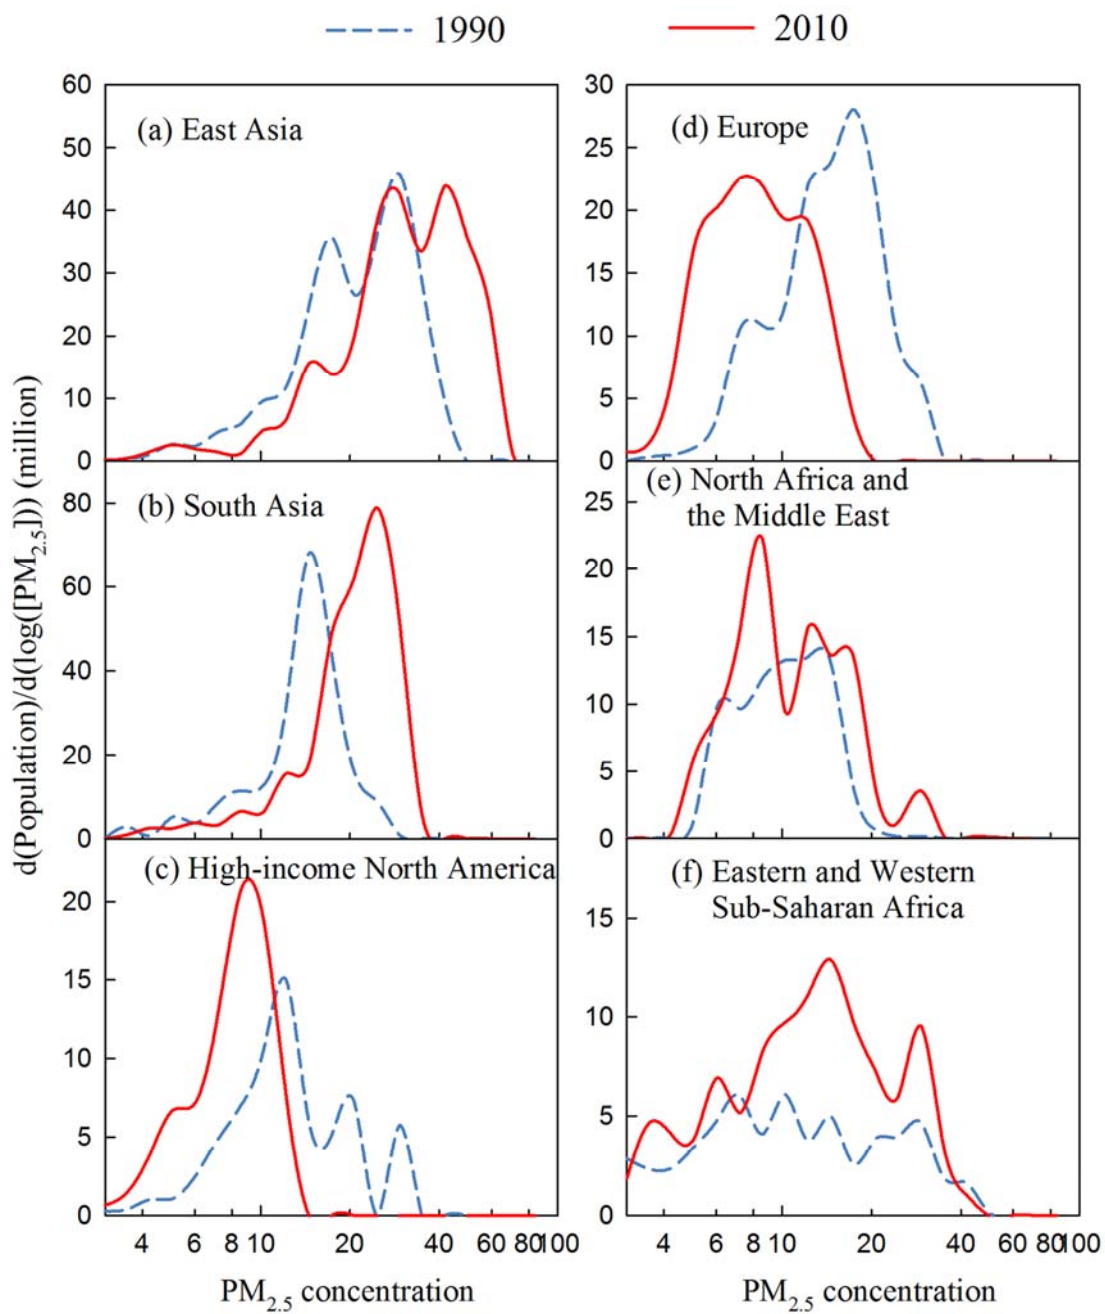 1990
2010
d(Population)/d(log([PM2.5])) (million)
(a) East Asia
60
50
40
30
20
10
0
(d) Europe
30
25
20
15
10
5
0
(b) South Asia
80
60
40
20
0
(e) North Africa and
the Middle East
25
20
15
10
5
0
(c) High-income North America
20
15
10
5
0
4 6 8 10 20 40 60 80 100
PM2.5 concentration
(f) Eastern and Western
Sub-Saharan Africa
15
10
5
0
4 6 8 10 20 40 60 80 100
PM2.5 concentration